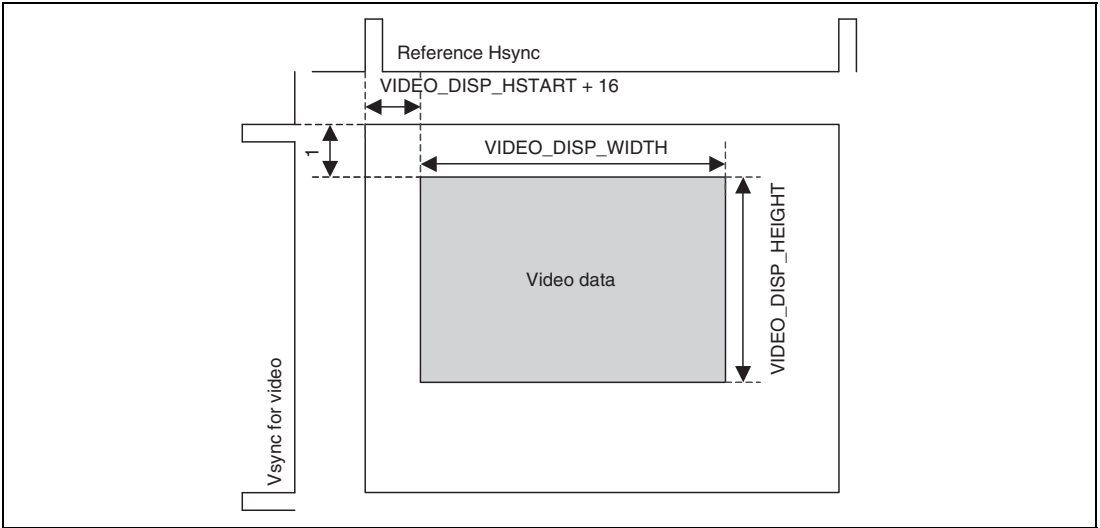 Reference Hsync
VIDEO_DISP_HSTART + 16
1
VIDEO_DISP_WIDTH
VIDEO_DISP_HEIGHT
Video data
Vsync for video